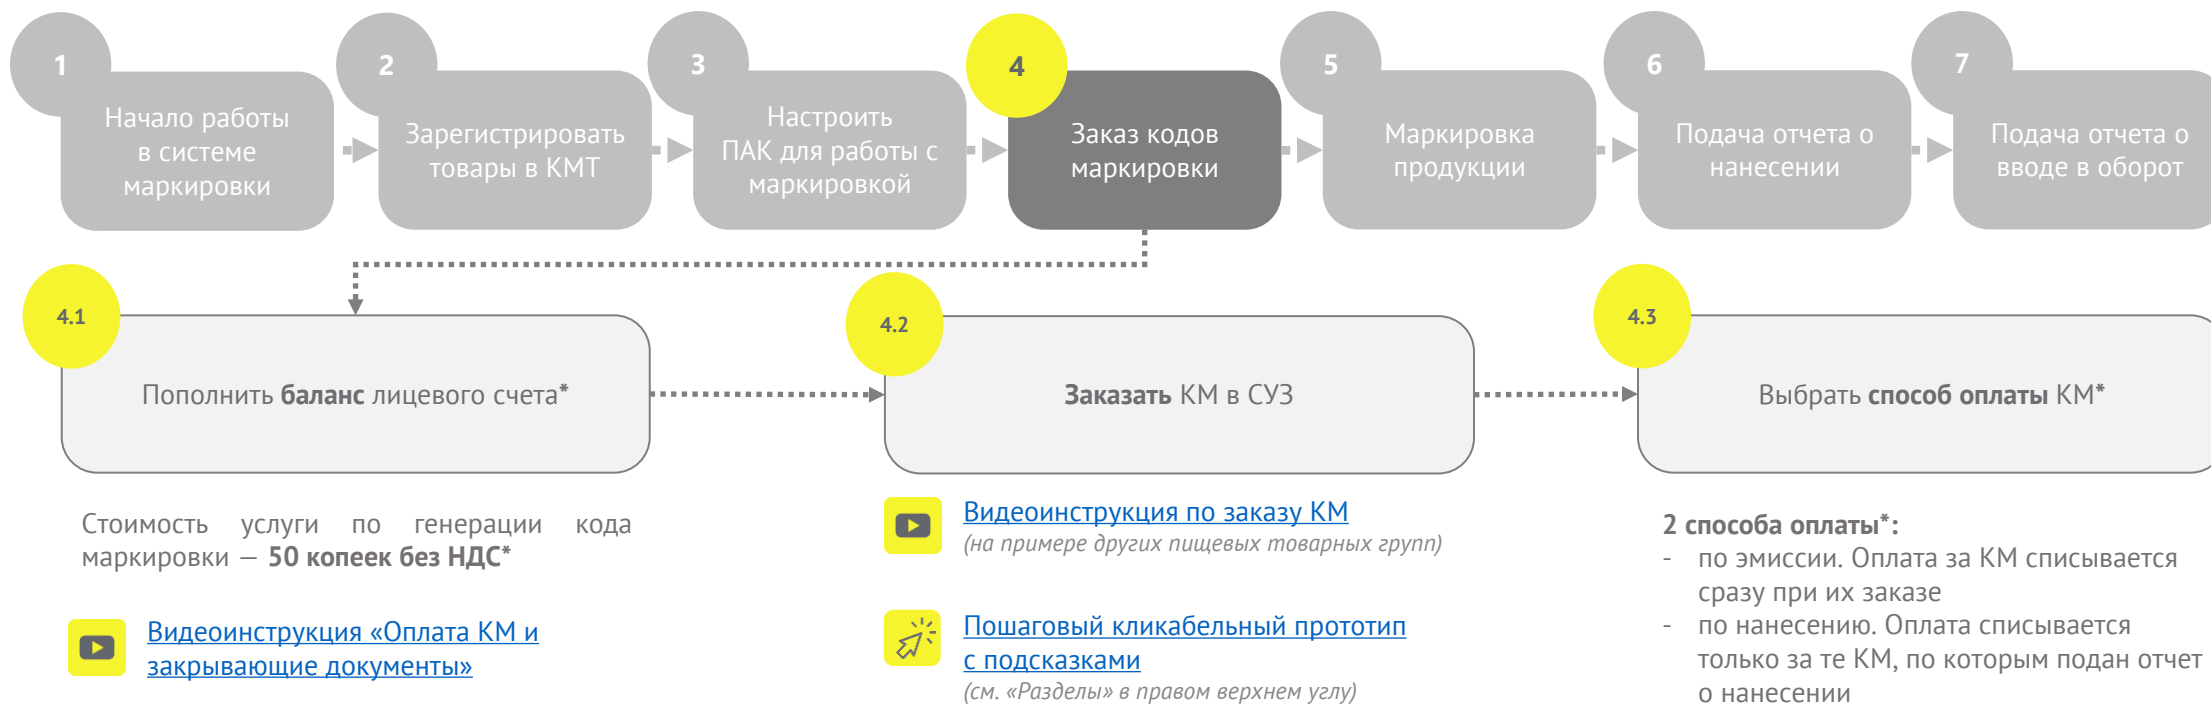 1
Начало работы
в системе
маркировки
2
Зарегистрировать
товары в КМТ
3
Настроить
ПАК для работы с
маркировкой
4
Заказ кодов
маркировки
5
Маркировка
продукции
6
Подача отчета о
нанесении
7
Подача отчета о
вводе в оборот
4.1
Пополнить баланс лицевого счета*
Стоимость услуги по генерации кода
маркировки — 50 копеек без НДС*
Видеоинструкция «Оплата КМ и
закрывающие документы»
4.2
Заказать КМ в СУЗ
Видеоинструкция по заказу КМ
(на примере других пищевых товарных групп)
Пошаговый кликабельный прототип
с подсказками
(см. «Разделы» в правом верхнем углу)
4.3
Выбрать способ оплаты КМ*
2 способа оплаты*:
- по эмиссии. Оплата за КМ списывается
сразу при их заказе
- по нанесению. Оплата списывается
только за те КМ, по которым подан отчет
о нанесении